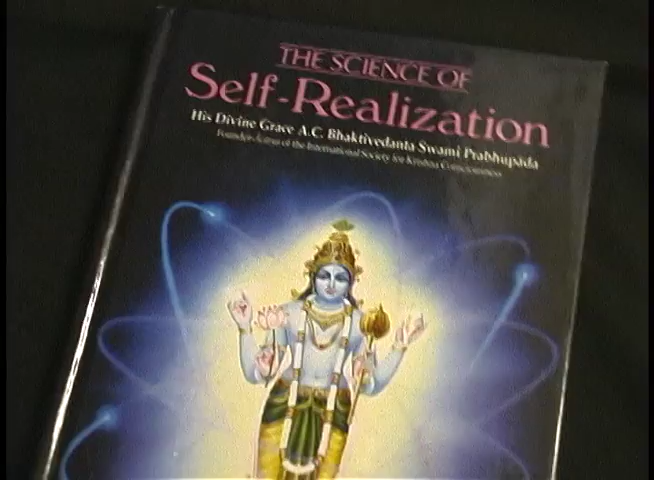 THE SCIENCE OF
Self-Realization
His Divine Grace A.C. Bhaktivedanta Swami Prabhupāda
Founder-Ācārya of the International Society for Krishna Consciousness